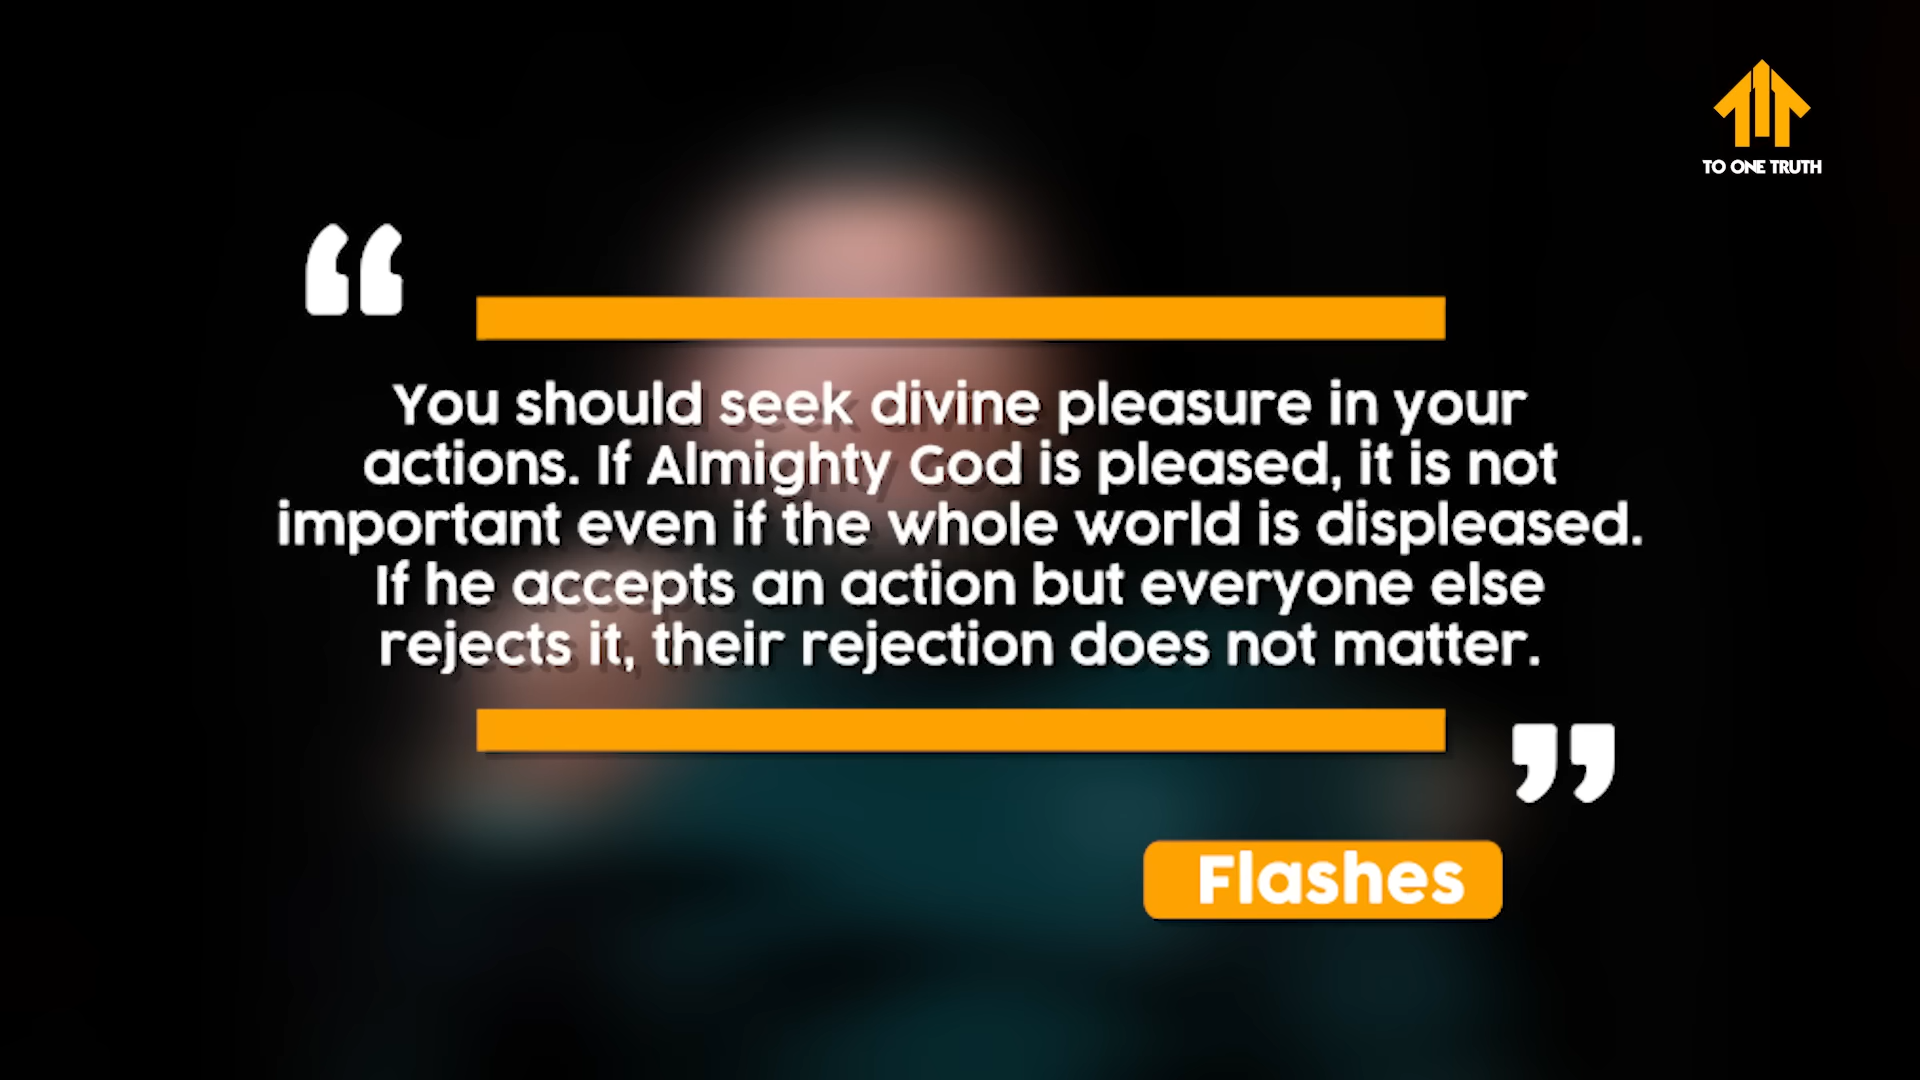 TO ONE TRUTH
“
You should seek divine pleasure in your
actions. If Almighty God is pleased, it is not
important even if the whole world is displeased.
If he accepts an action but everyone else
rejects it, their rejection does not matter.
”
Flashes